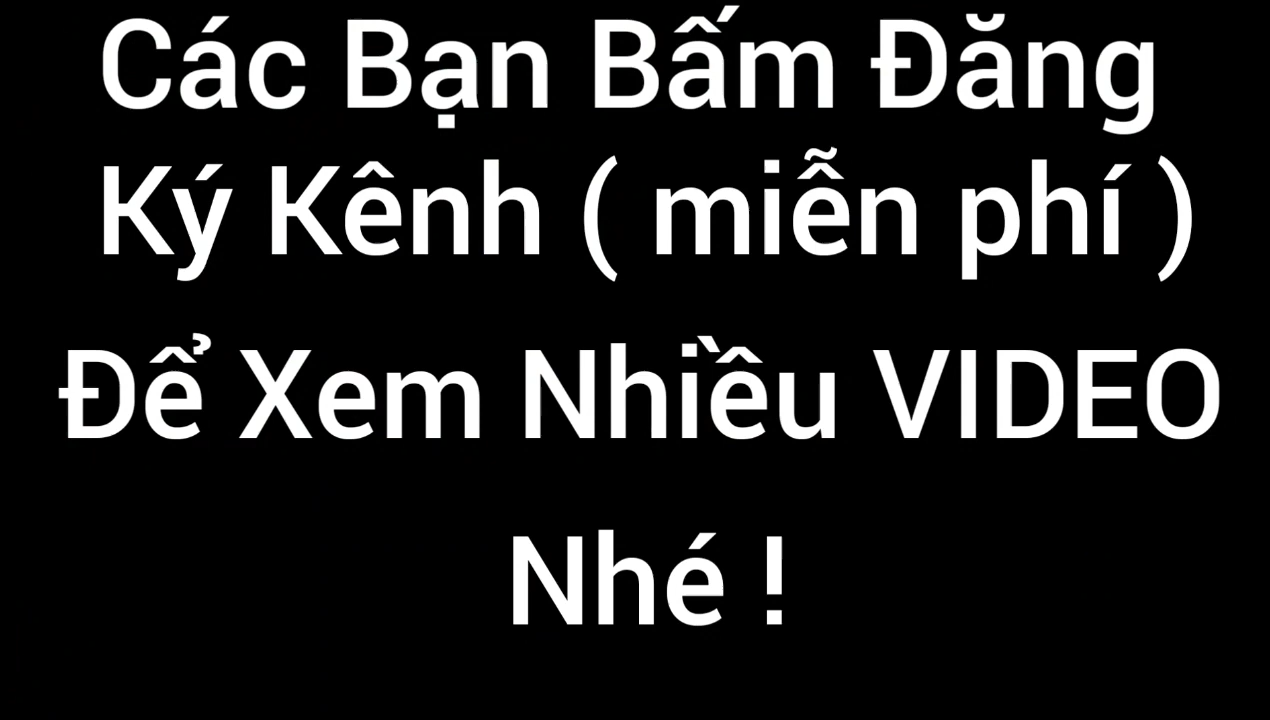 Các Bạn Bấm Đăng
Ký Kênh ( miễn phí )
Để Xem Nhiều VIDEO
Nhé !